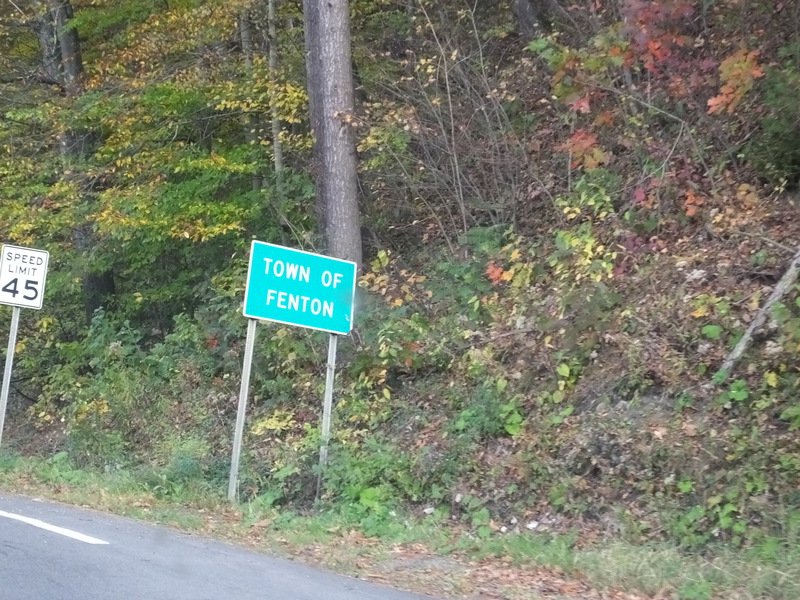 SPEED
LIMIT
45
TOWN OF
FENTON